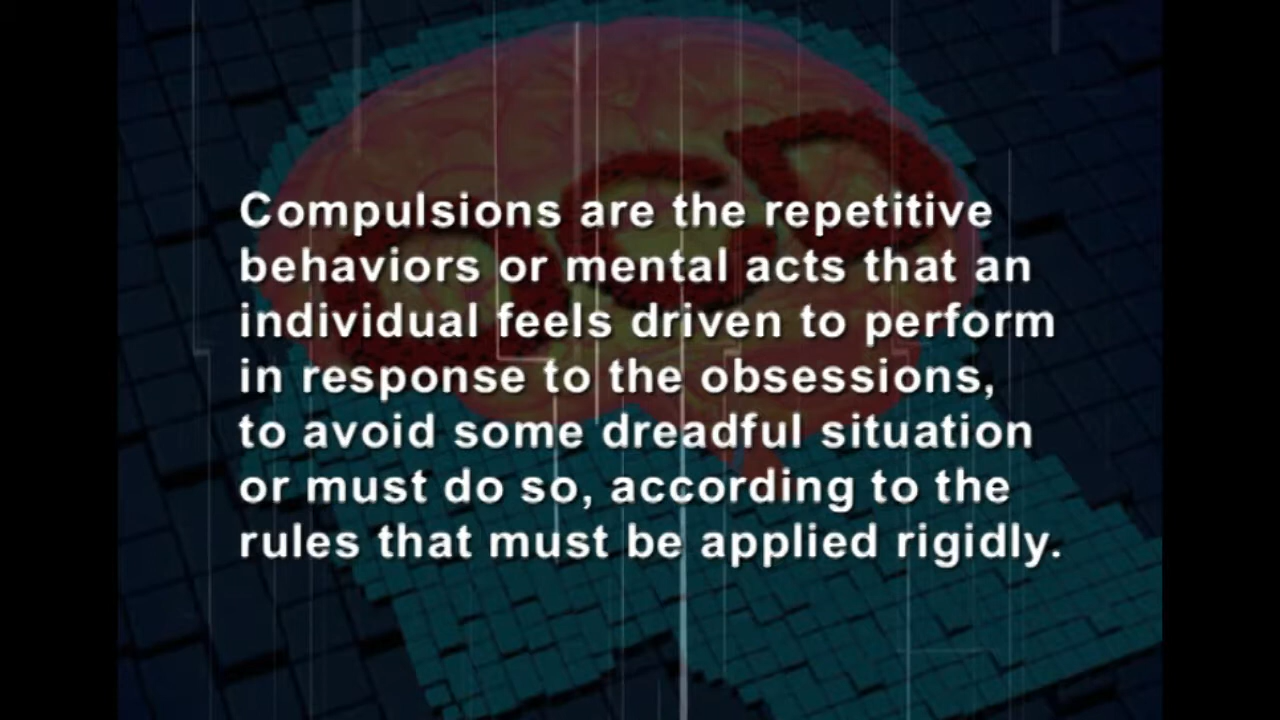 OCD
Compulsions are the repetitive
behaviors or mental acts that an
individual feels driven to perform
in response to the obsessions,
to avoid some dreadful situation
or must do so, according to the
rules that must be applied rigidly.